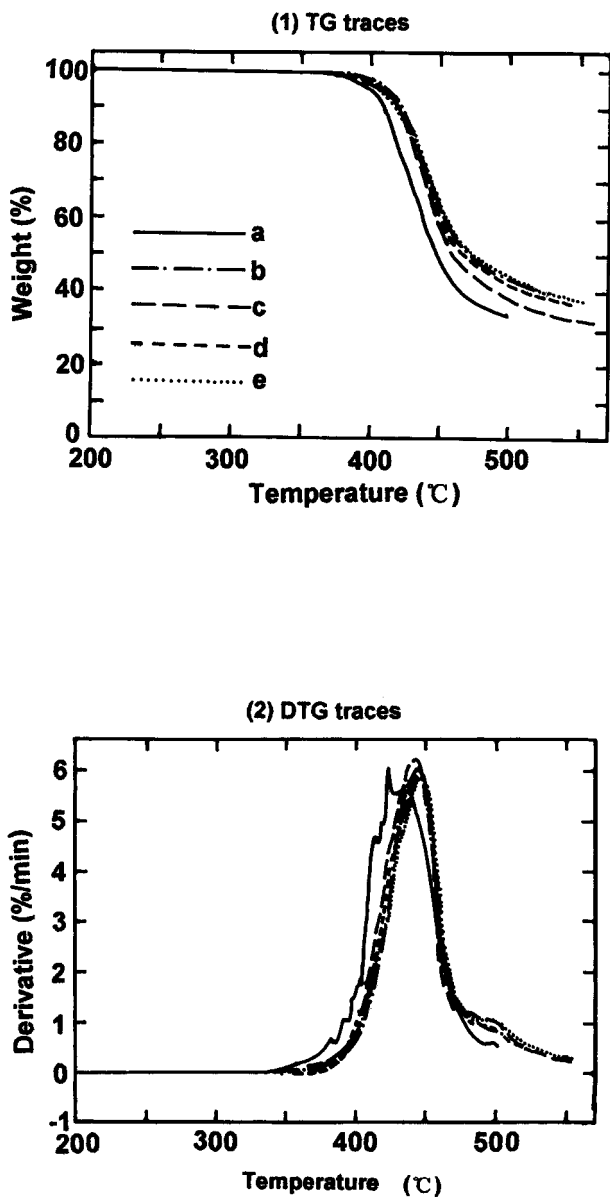 (1) TG traces
100
80
60
40
20
0
Weight (%)
a
b
c
d
e
200 300 400 500
Temperature (℃)
(2) DTG traces
6
5
4
3
2
1
0
-1
Derivative (%/min)
200 300 400 500
Temperature (℃)